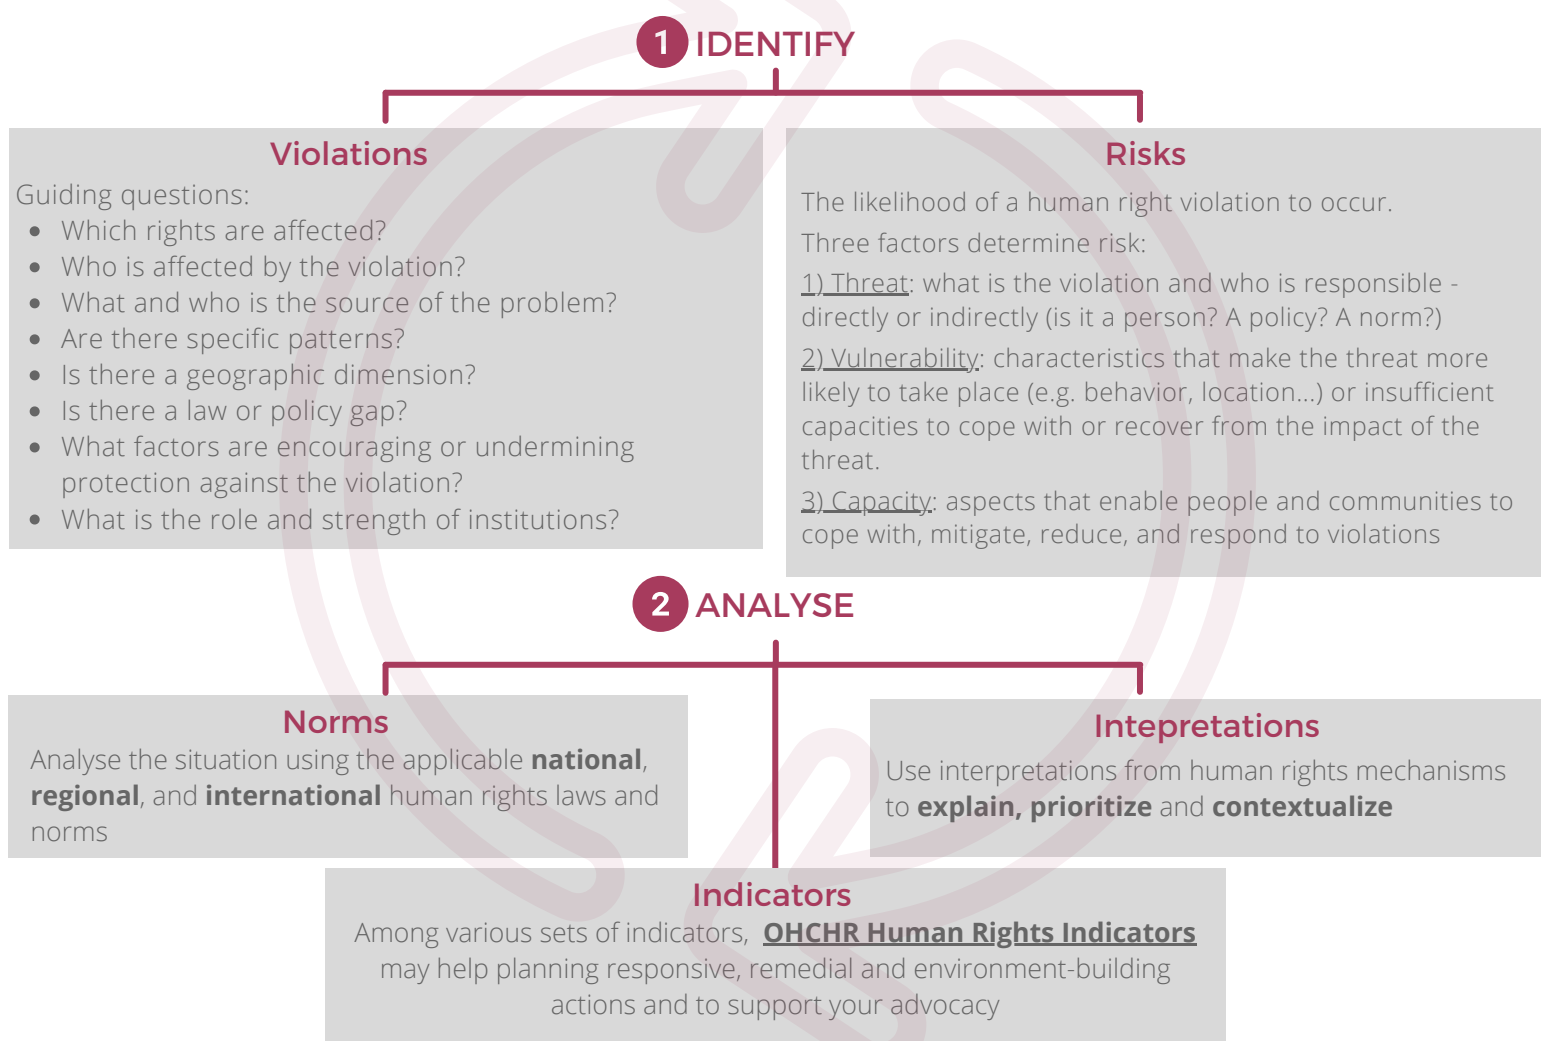 1 IDENTIFY
Violations
Guiding questions:
• Which rights are affected?
• Who is affected by the violation?
• What and who is the source of the problem?
• Are there specific patterns?
• Is there a geographic dimension?
• Is there a law or policy gap?
• What factors are encouraging or undermining
protection against the violation?
• What is the role and strength of institutions?
Risks
The likelihood of a human right violation to occur.
Three factors determine risk:
1) Threat: what is the violation and who is responsible -
directly or indirectly (is it a person? A policy? A norm?)
2) Vulnerability: characteristics that make the threat more
likely to take place (e.g. behavior, location...) or insufficient
capacities to cope with or recover from the impact of the
threat.
3) Capacity: aspects that enable people and communities to
cope with, mitigate, reduce, and respond to violations
2 ANALYSE
Norms
Analyse the situation using the applicable national,
regional, and international human rights laws and
norms
Intepretations
Use interpretations from human rights mechanisms
to explain, prioritize and contextualize
Indicators
Among various sets of indicators, OHCHR Human Rights Indicators
may help planning responsive, remedial and environment-building
actions and to support your advocacy